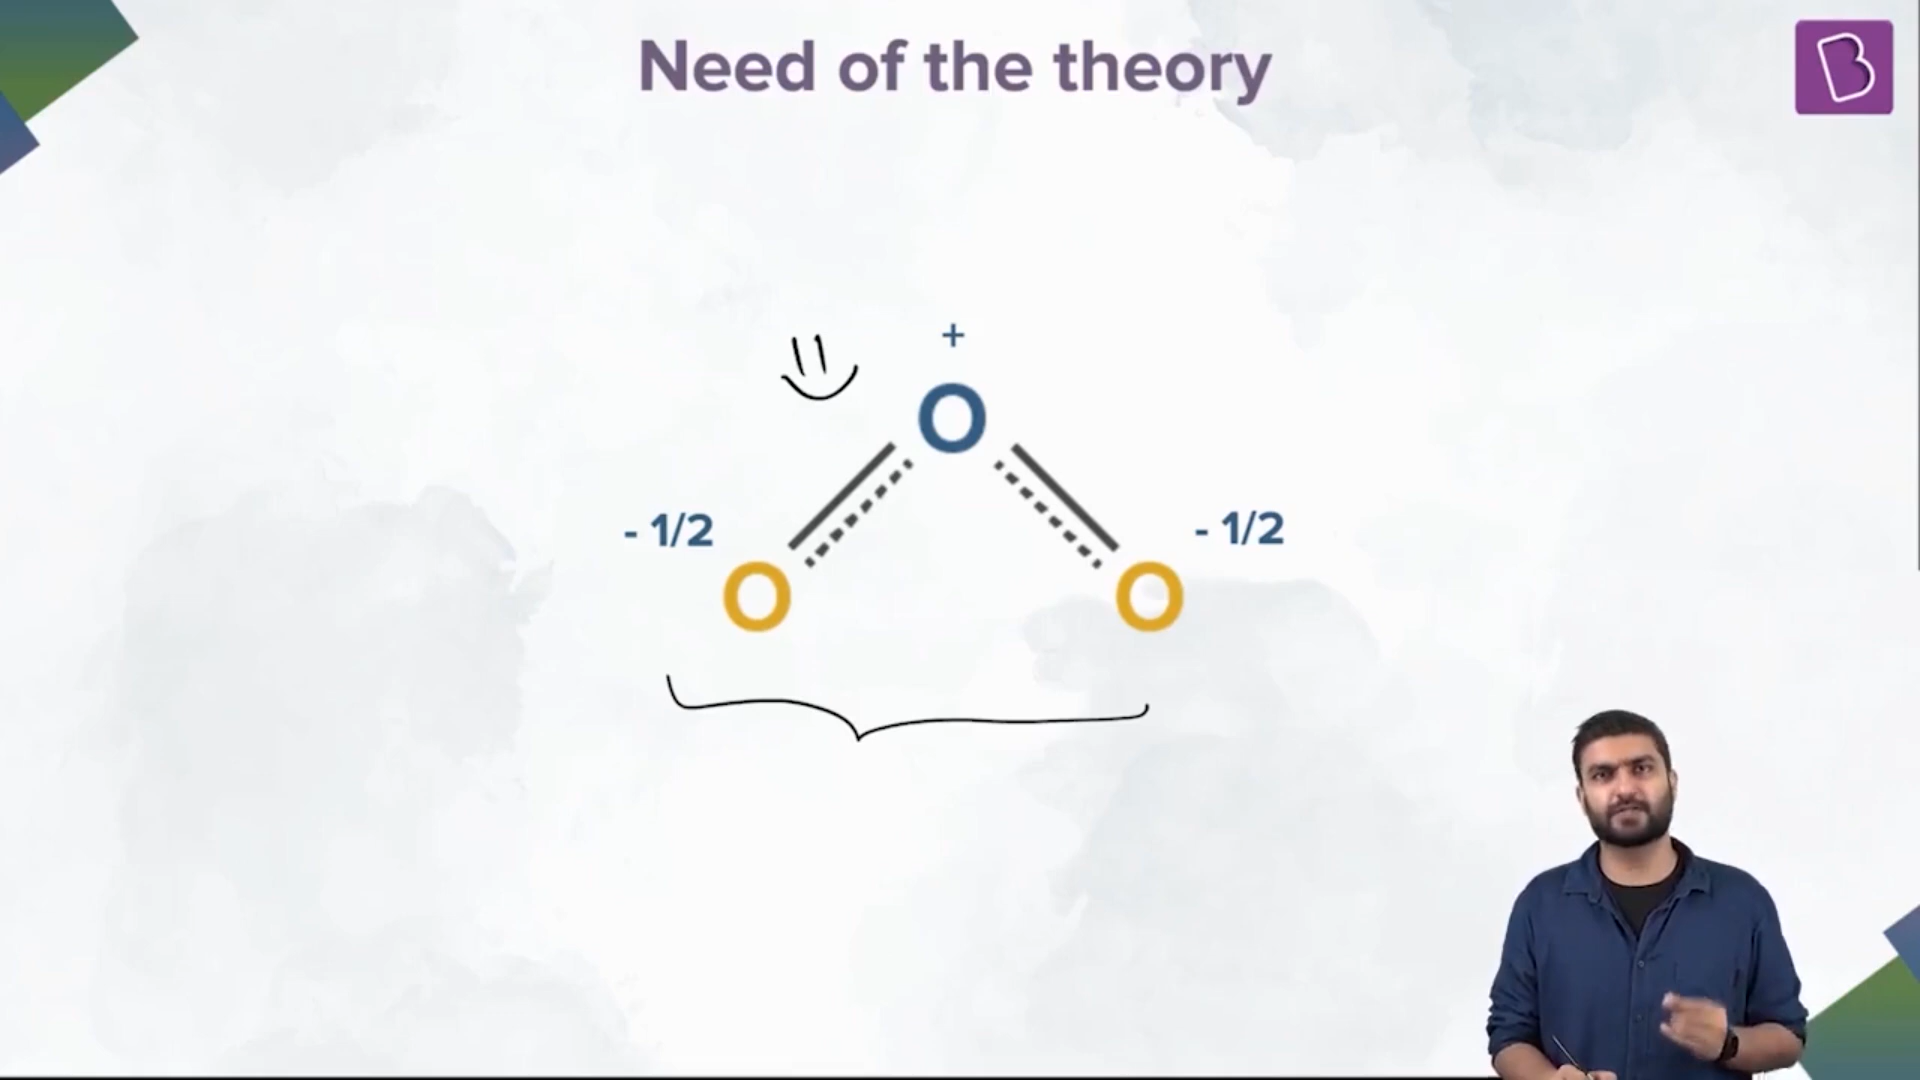 Need of the theory
B
+
O
- 1/2 - 1/2
O O